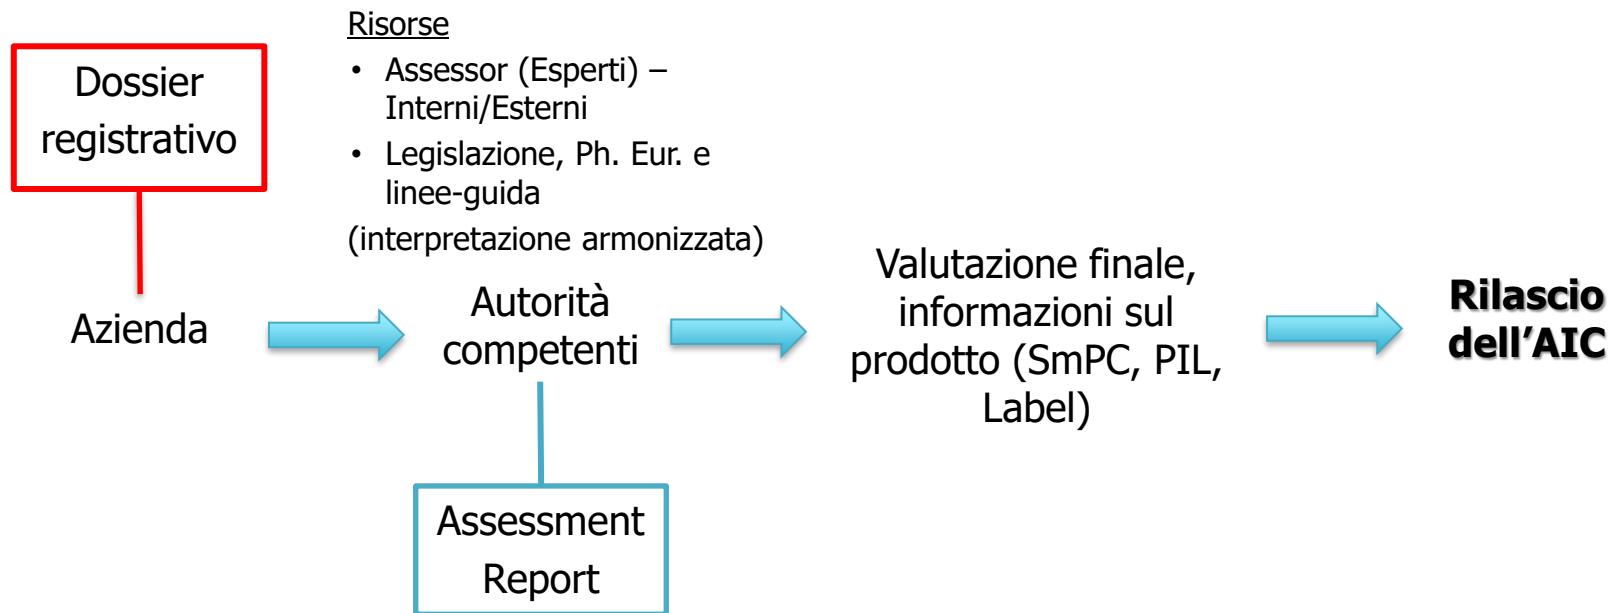 Dossier
registrativo
Azienda
Risorse
• Assessor (Esperti) –
Interni/Esterni
• Legislazione, Ph. Eur. e
linee-guida
(interpretazione armonizzata)
Autorità
competenti
Assessment
Report
Valutazione finale,
informazioni sul
prodotto (SmPC, PIL,
Label)
Rilascio
dell’AIC